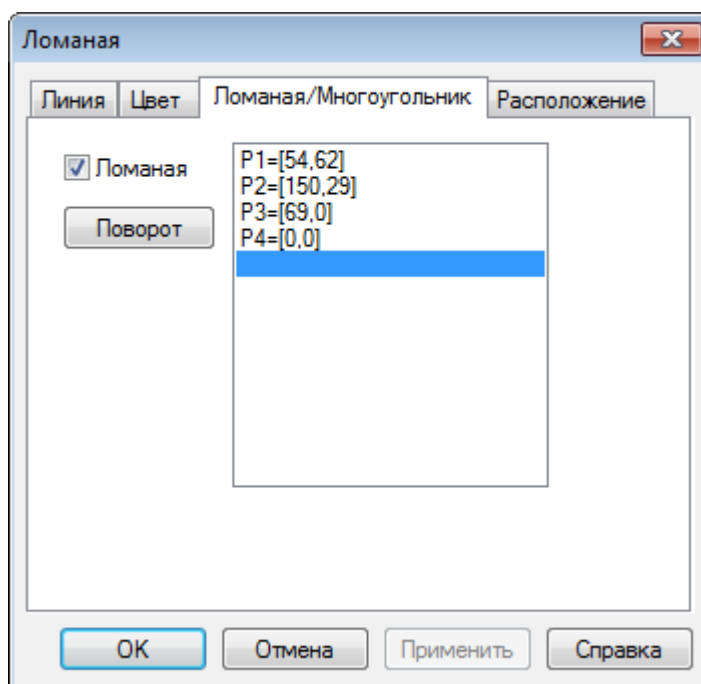 Ломаная
Линия Цвет Ломаная/Многоугольник Расположение
Ломаная
Поворот
P1=[54,62]
P2=[150,29]
P3=[69,0]
P4=[0,0]
OK Отмена Применить Справка